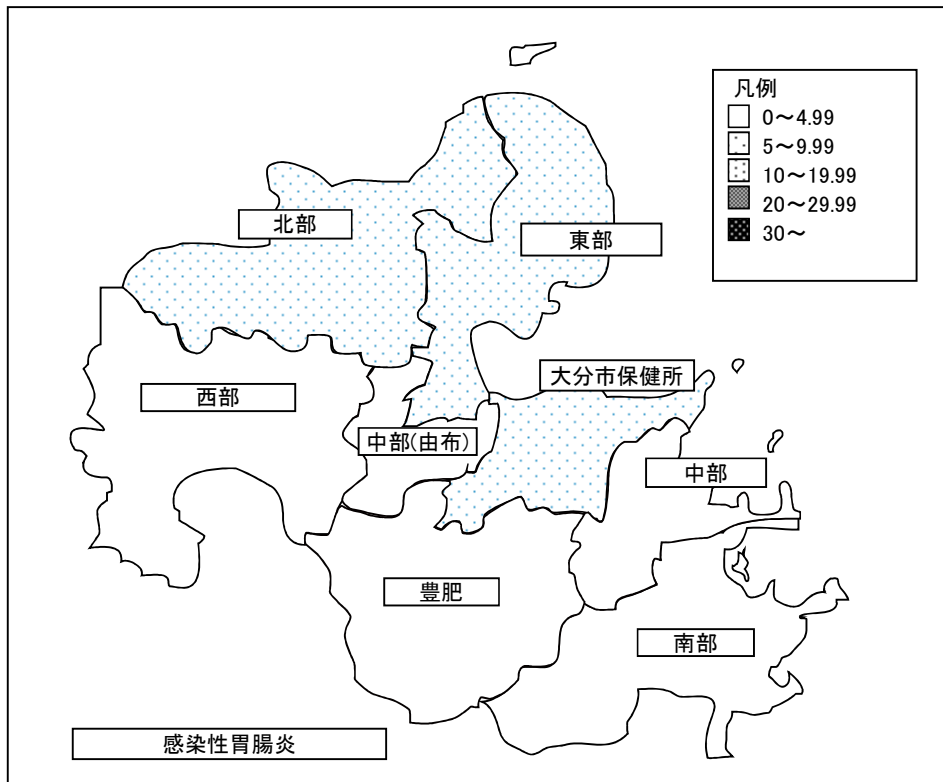 凡例
0～4.99
5～9.99
10～19.99
20～29.99
30～
北部
東部
大分市保健所
西部
中部(由布)
中部
豊肥
南部
感染性胃腸炎